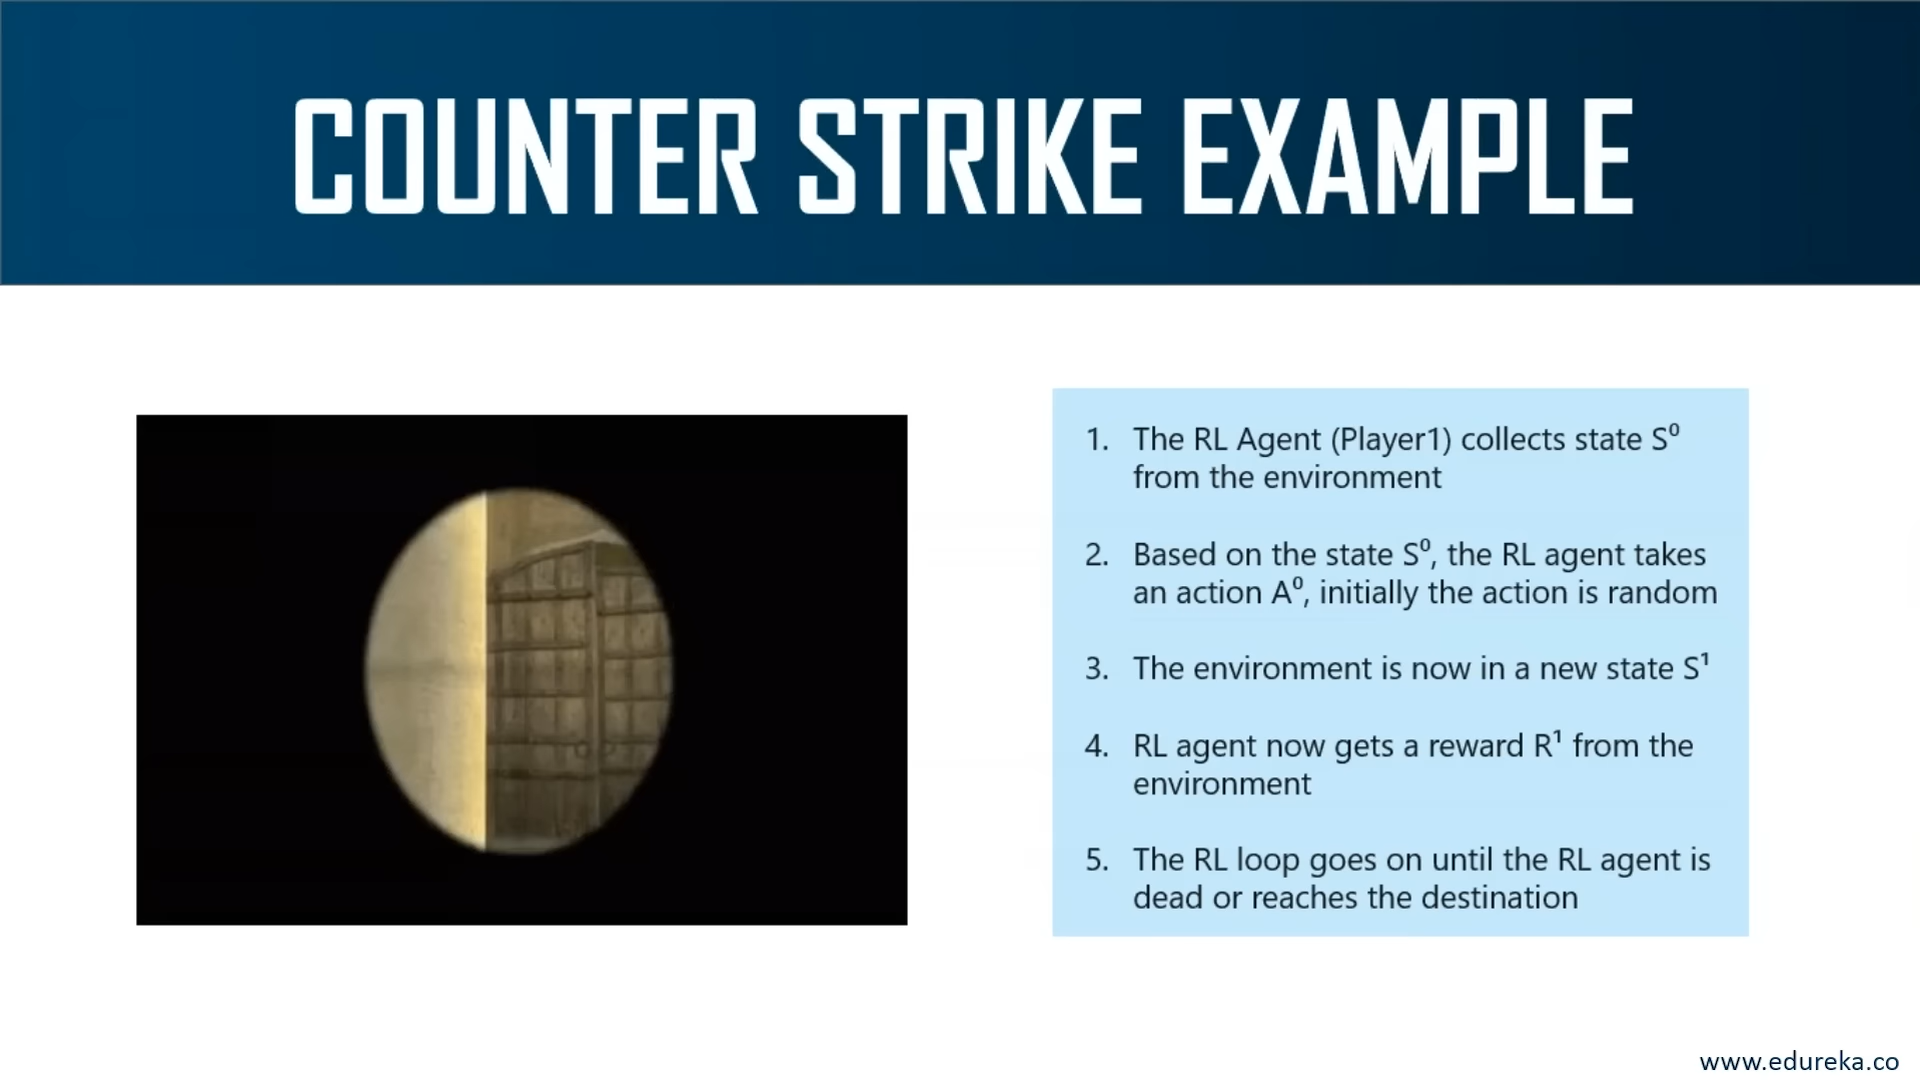 COUNTER STRIKE EXAMPLE
1. The RL Agent (Player1) collects state S⁰
from the environment
2. Based on the state S⁰, the RL agent takes
an action A⁰, initially the action is random
3. The environment is now in a new state S¹
4. RL agent now gets a reward R¹ from the
environment
5. The RL loop goes on until the RL agent is
dead or reaches the destination
www.edureka.co